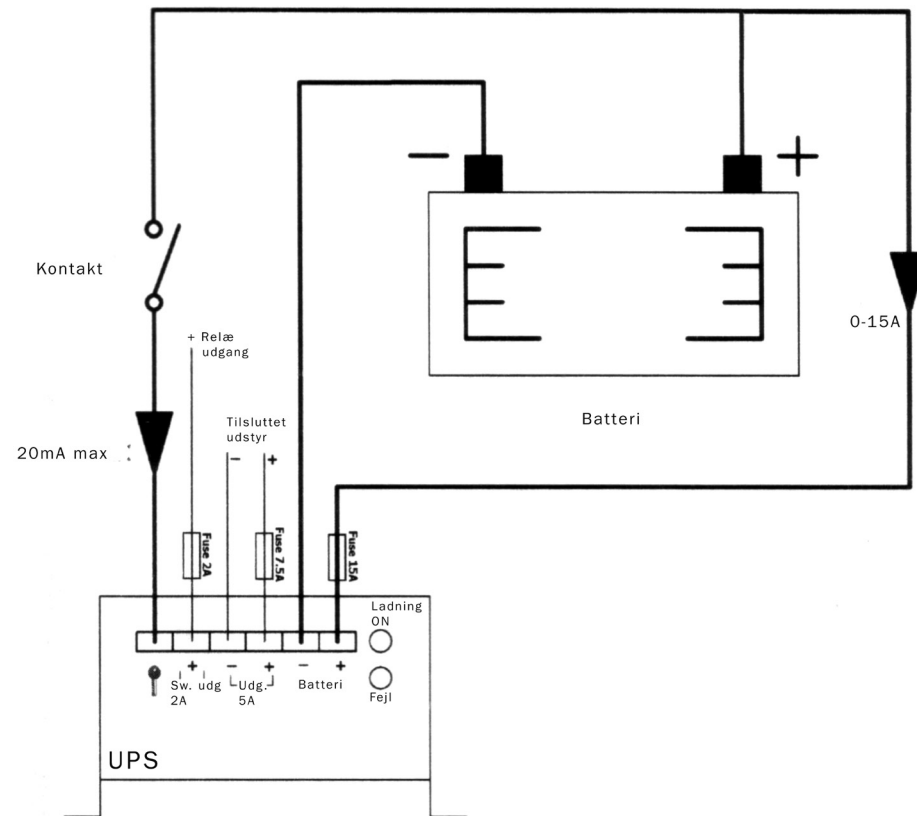 − +
Kontakt
0-15A
+ Relæ
udgang
Batteri
Tilsluttet
udstyr
− +
20mA max :
Fuse 2A
Fuse 7.5A
Fuse 15A
Ladning
ON
+ − + − +
Sw. udg
2A
Udg.
5A
Batteri
Fejl
UPS